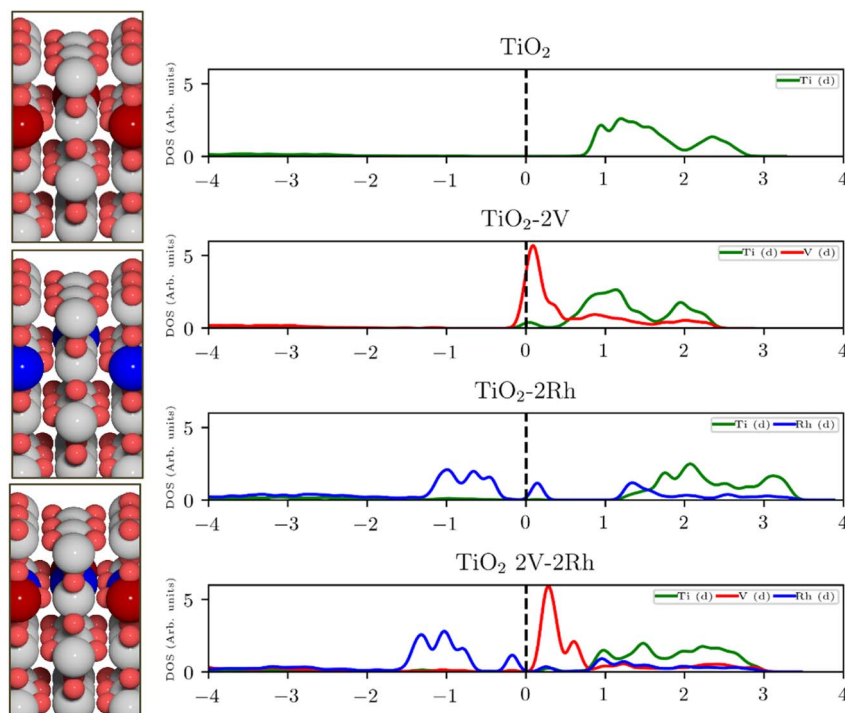 TiO₂
DOS (Arb. units)
5
0
Ti (d)
−4 −3 −2 −1 0 1 2 3 4
TiO₂-2V
DOS (Arb. units)
5
0
Ti (d) V (d)
−4 −3 −2 −1 0 1 2 3 4
TiO₂-2Rh
DOS (Arb. units)
5
0
Ti (d) Rh (d)
−4 −3 −2 −1 0 1 2 3 4
TiO₂ 2V-2Rh
DOS (Arb. units)
5
0
Ti (d) V (d) Rh (d)
−4 −3 −2 −1 0 1 2 3 4